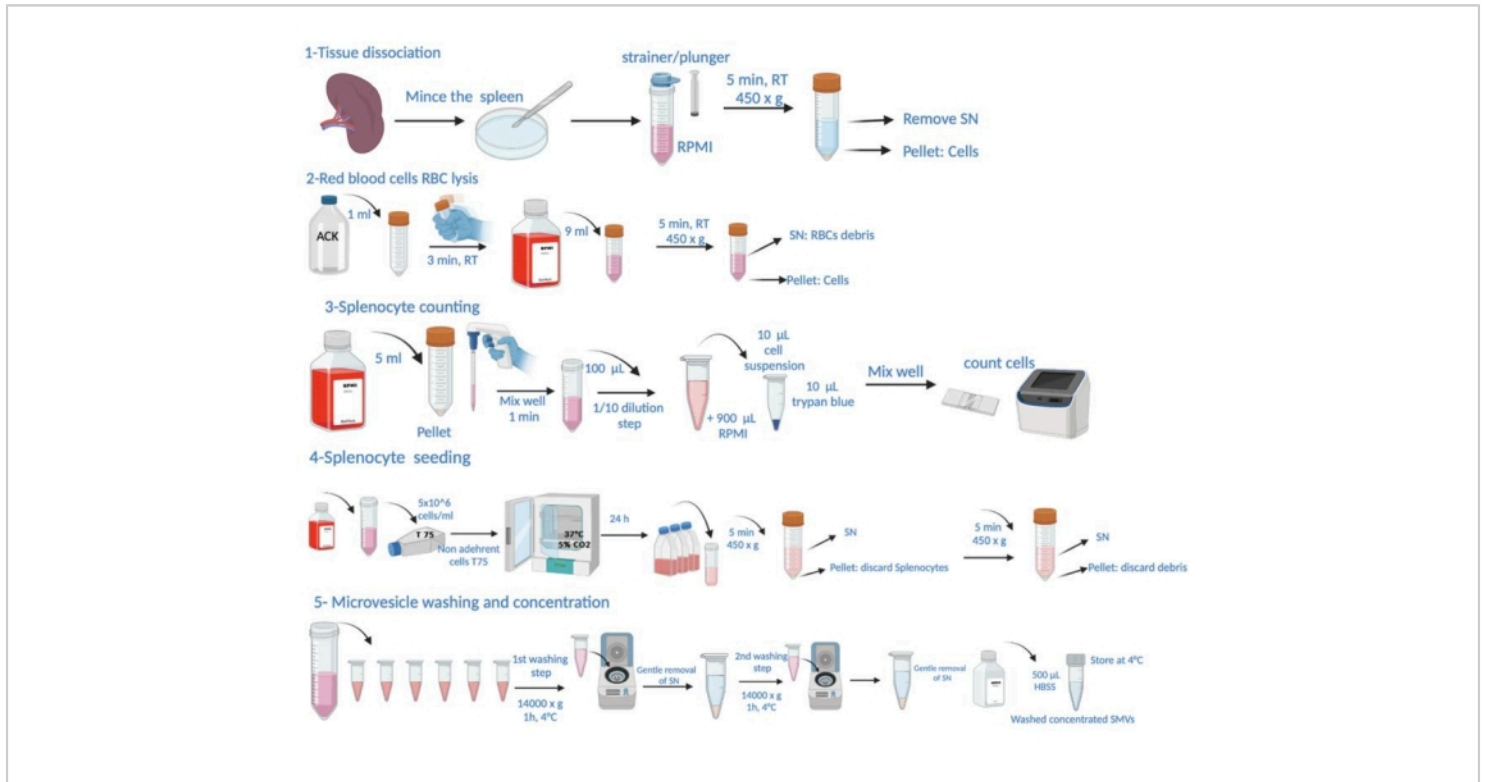 1-Tissue dissociation
Mince the spleen
strainer/plunger
RPMI
5 min, RT
450 x g
Remove SN
Pellet: Cells
2-Red blood cells RBC lysis
ACK
1 ml
3 min, RT
RPMI
9 ml
5 min, RT
450 x g
SN: RBCs debris
Pellet: Cells
3-Splenocyte counting
RPMI
5 ml
Pellet
Mix well
1 min
100 µL
1/10 dilution
step
+ 900 µL
RPMI
10 µL
cell
suspension
10 µL
trypan blue
Mix well
count cells
4-Splenocyte seeding
5x10^6
cells/ml
T 75
Non adehrent
cells T75
37°C
5% CO2
24 h
5 min
450 x g
SN
Pellet: discard Splenocytes
5 min
450 x g
SN
Pellet: discard debris
5- Microvesicle washing and concentration
1st washing
step
14000 x g
1h, 4°C
Gentle removal
of SN
2nd washing
step
14000 x g
1h, 4°C
Gentle removal
of SN
500 µL
HBSS
Store at 4°C
Washed concentrated SMVs